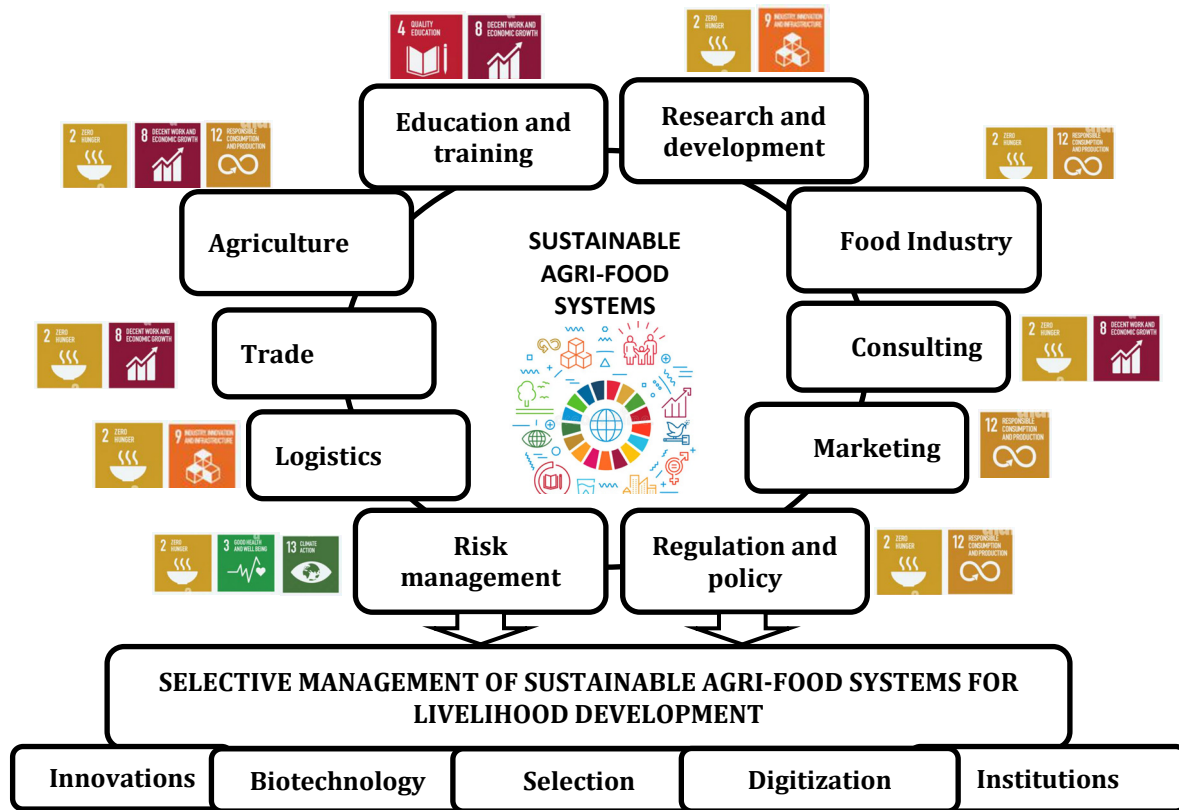 4 QUALITY
EDUCATION
8 DECENT WORK AND
ECONOMIC GROWTH
2 ZERO
HUNGER
9 INDUSTRY, INNOVATION
AND INFRASTRUCTURE
Education and
training
Research and
development
2 ZERO
HUNGER
8 DECENT WORK AND
ECONOMIC GROWTH
12 RESPONSIBLE
CONSUMPTION
AND PRODUCTION
2 ZERO
HUNGER
12 RESPONSIBLE
CONSUMPTION
AND PRODUCTION
Agriculture
Food Industry
SUSTAINABLE
AGRI-FOOD
SYSTEMS
2 ZERO
HUNGER
8 DECENT WORK AND
ECONOMIC GROWTH
Trade
Consulting
2 ZERO
HUNGER
8 DECENT WORK AND
ECONOMIC GROWTH
2 ZERO
HUNGER
9 INDUSTRY, INNOVATION
AND INFRASTRUCTURE
Logistics
Marketing
12 RESPONSIBLE
CONSUMPTION
AND PRODUCTION
2 ZERO
HUNGER
3 GOOD HEALTH
AND WELL BEING
13 CLIMATE
ACTION
Risk
management
Regulation and
policy
2 ZERO
HUNGER
12 RESPONSIBLE
CONSUMPTION
AND PRODUCTION
SELECTIVE MANAGEMENT OF SUSTAINABLE AGRI-FOOD SYSTEMS FOR
LIVELIHOOD DEVELOPMENT
Innovations
Biotechnology
Selection
Digitization
Institutions